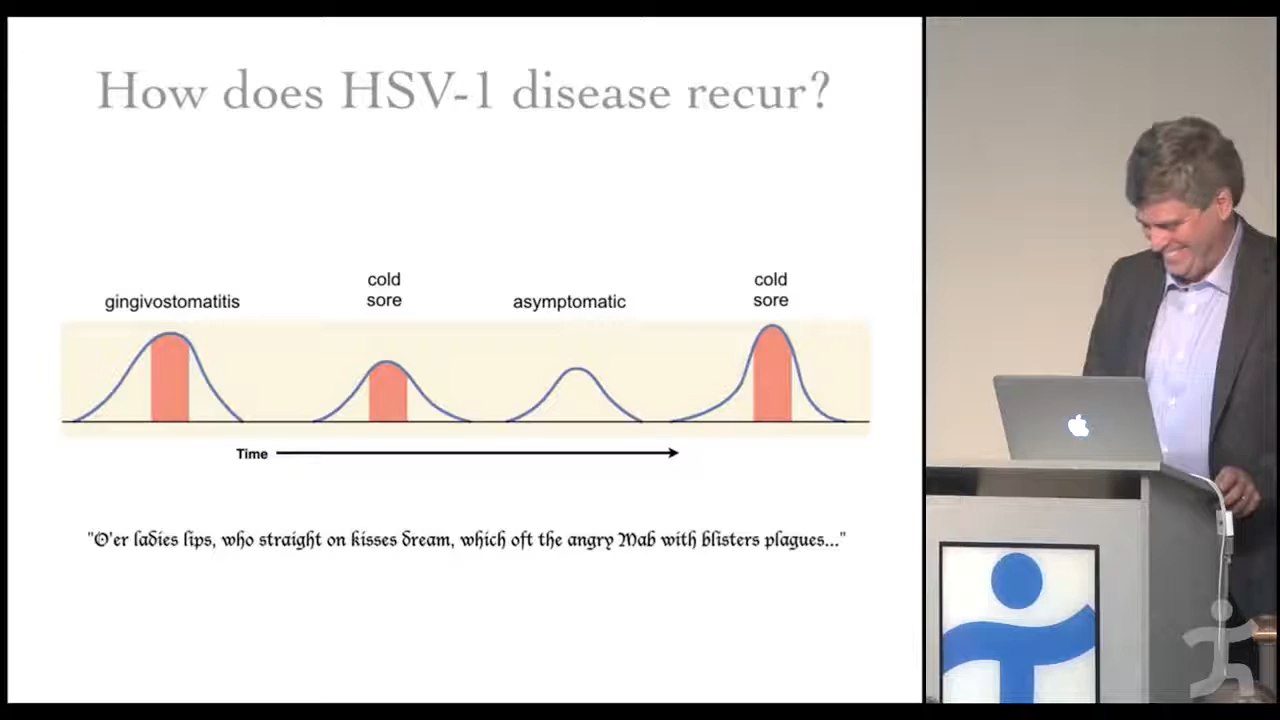 How does HSV-1 disease recur?
cold
sore
cold
sore
gingivostomatitis
asymptomatic
Time
"O'er ladies lips, who straight on kisses dream, which oft the angry Mab with blisters plagues..."